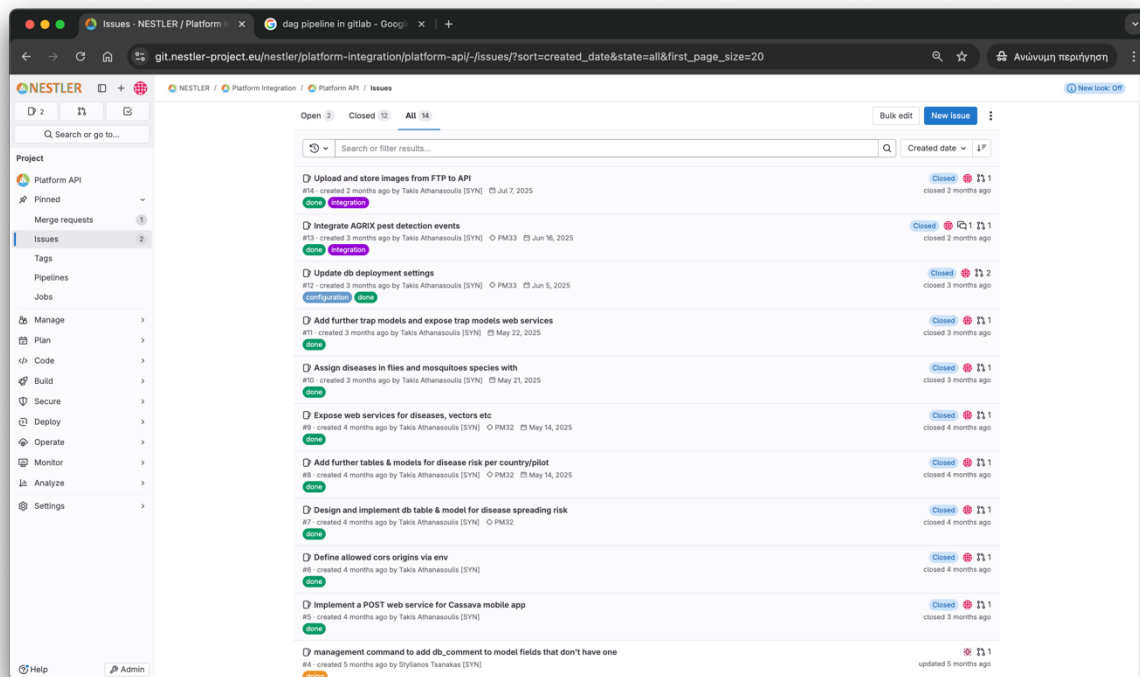 Issues · NESTLER / Platform I
dag pipeline in gitlab - Googl
git.nestler-project.eu/nestler/platform-integration/platform-api/-/issues/?sort=created_date&state=all&first_page_size=20
Ανώνυμη περιήγηση
NESTLER
NESTLER / Platform Integration / Platform API / Issues
New look: Off
2
Search or go to...
Project
Platform API
Pinned
Merge requests 1
Issues 2
Tags
Pipelines
Jobs
Manage
Plan
Code
Build
Secure
Deploy
Operate
Monitor
Analyze
Settings
Help
Admin
Open 2 Closed 12 All 14
Bulk edit New issue
Search or filter results...
Created date
Upload and store images from FTP to API Closed 1
#14 · created 2 months ago by Takis Athanasoulis [SYN] Jul 7, 2025 closed 2 months ago
done integration
Integrate AGRIX pest detection events Closed 1 1
#13 · created 3 months ago by Takis Athanasoulis [SYN] PM33 Jun 16, 2025 closed 2 months ago
done integration
Update db deployment settings Closed 2
#12 · created 3 months ago by Takis Athanasoulis [SYN] PM33 Jun 5, 2025 closed 3 months ago
configuration done
Add further trap models and expose trap models web services Closed 1
#11 · created 3 months ago by Takis Athanasoulis [SYN] May 22, 2025 closed 3 months ago
done
Assign diseases in flies and mosquitoes species with Closed 1
#10 · created 3 months ago by Takis Athanasoulis [SYN] May 21, 2025 closed 3 months ago
done
Expose web services for diseases, vectors etc Closed 1
#9 · created 4 months ago by Takis Athanasoulis [SYN] PM32 May 14, 2025 closed 4 months ago
done
Add further tables & models for disease risk per country/pilot Closed 1
#8 · created 4 months ago by Takis Athanasoulis [SYN] PM32 May 14, 2025 closed 4 months ago
done
Design and implement db table & model for disease spreading risk Closed 1
#7 · created 4 months ago by Takis Athanasoulis [SYN] PM32 closed 4 months ago
done
Define allowed cors origins via env Closed 1
#6 · created 4 months ago by Takis Athanasoulis [SYN] closed 4 months ago
done
Implement a POST web service for Cassava mobile app Closed 1
#5 · created 4 months ago by Takis Athanasoulis [SYN] closed 3 months ago
done
management command to add db_comment to model fields that don't have one 1
#4 · created 5 months ago by Stylianos Tsanakas [SYN] updated 5 months ago